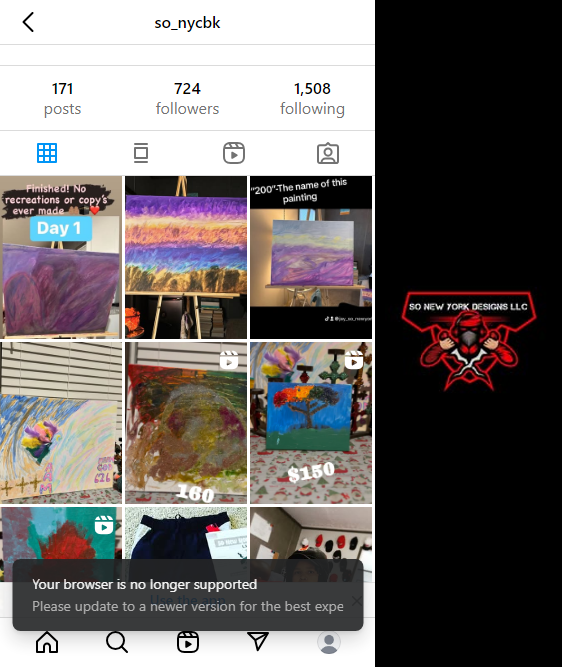 so_nycbk
171
posts
724
followers
1,508
following
Finished! No
recreations or copy's
ever made
Day 1
"200"-The name of this
painting
160
$150
Your browser is no longer supported
Please update to a newer version for the best expe
SO NEW YORK DESIGNS LLC